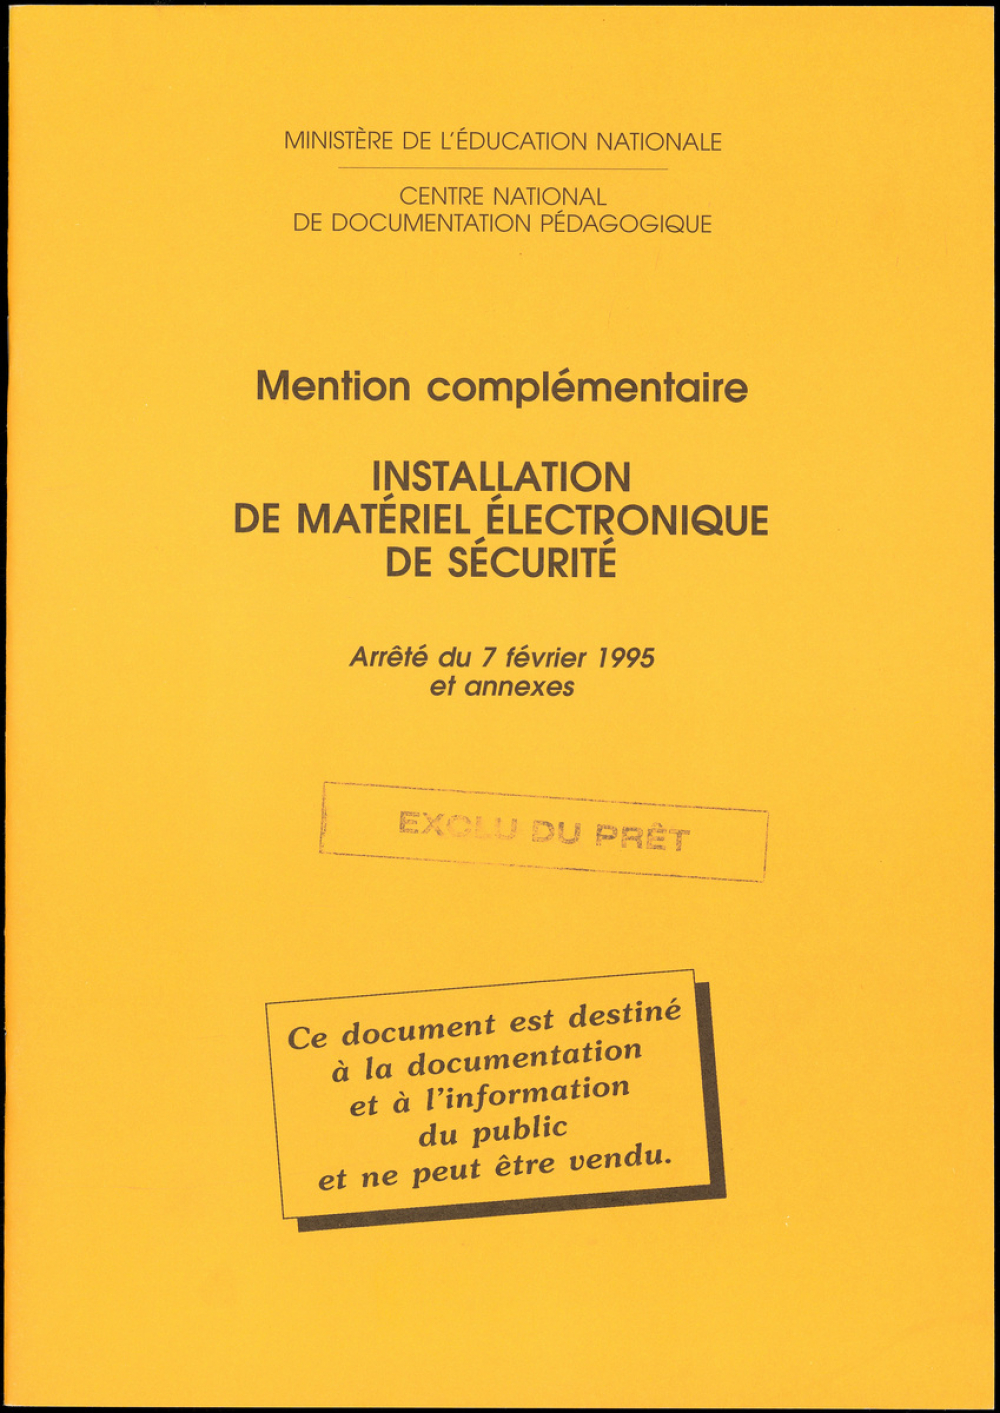 MINISTÈRE DE L'ÉDUCATION NATIONALE
CENTRE NATIONAL
DE DOCUMENTATION PÉDAGOGIQUE
Mention complémentaire
INSTALLATION
DE MATÉRIEL ÉLECTRONIQUE
DE SÉCURITÉ
Arrêté du 7 février 1995
et annexes
EXCLU DU PRÊT
Ce document est destiné
à la documentation
et à l'information
du public
et ne peut être vendu.